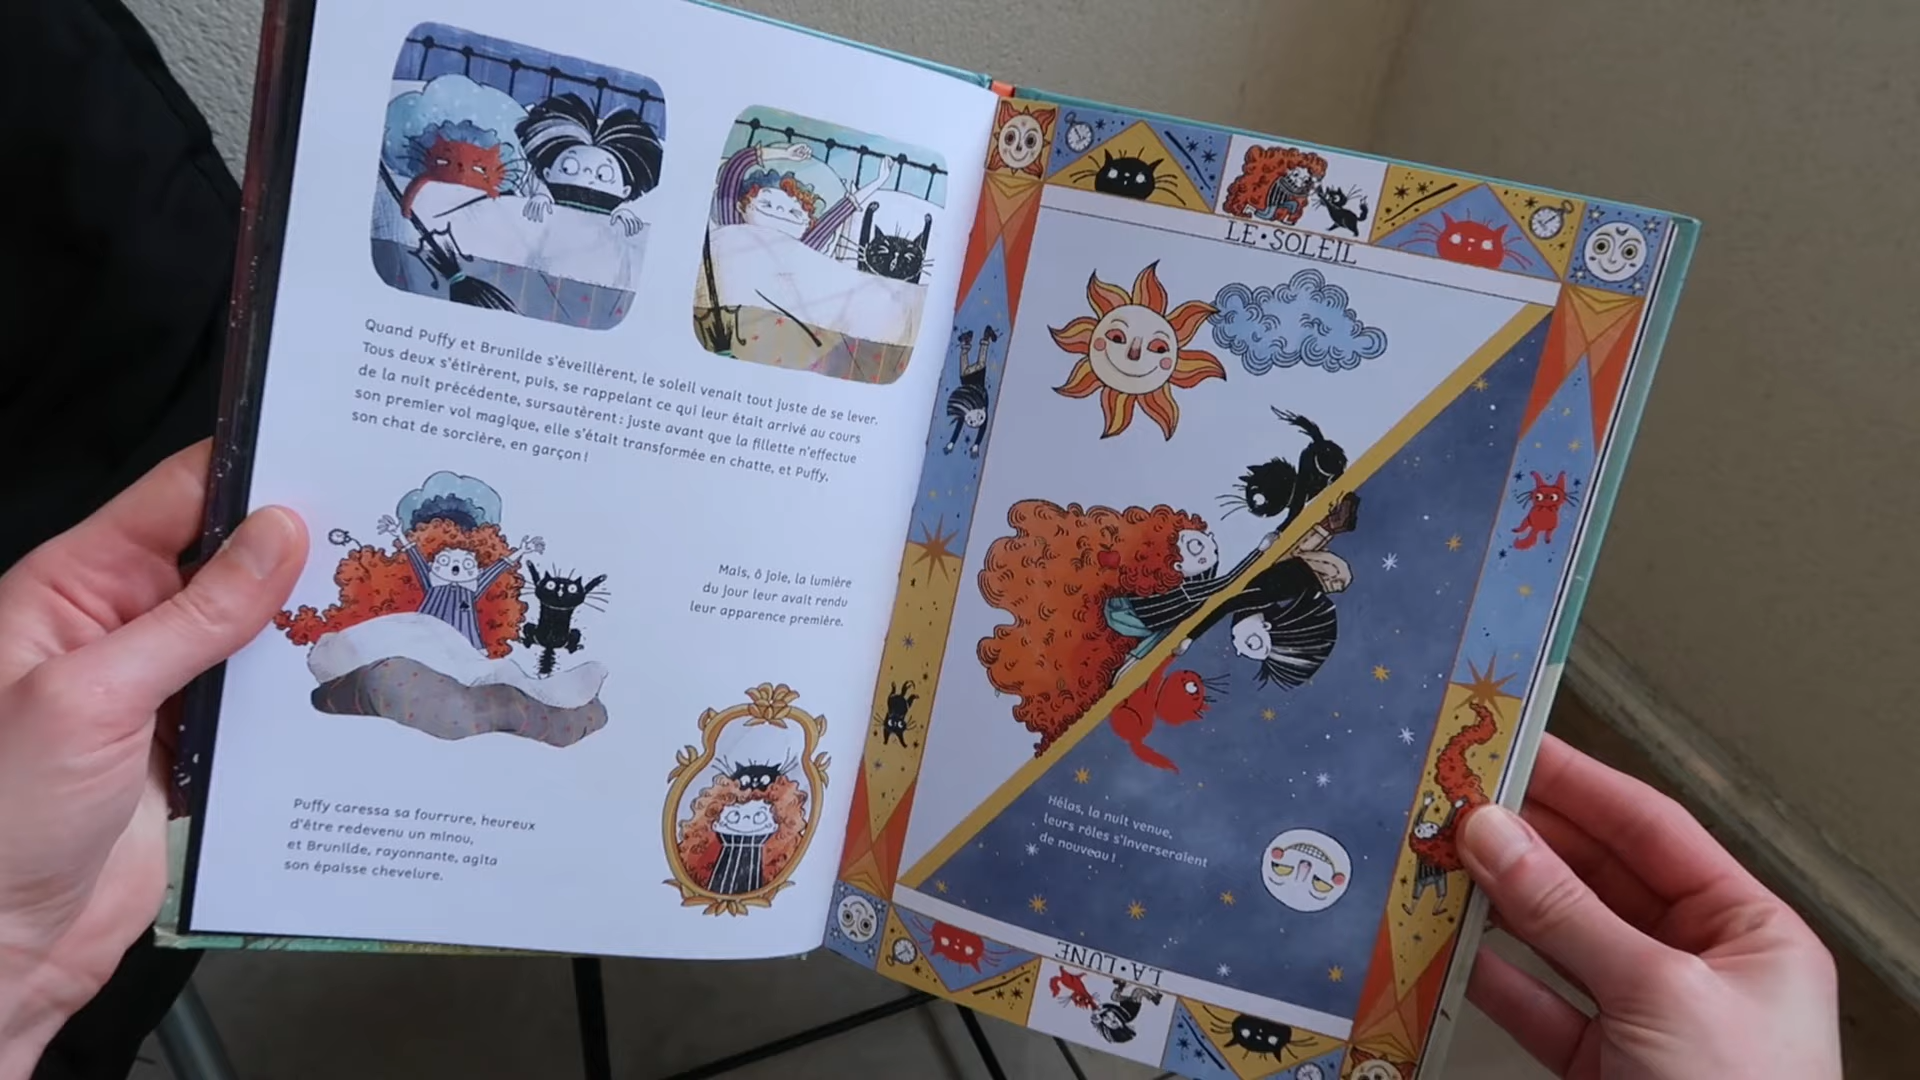 Quand Puffy et Brunilde s'éveillèrent, le soleil venait tout juste de se lever.
Tous deux s'étirèrent, puis, se rappelant ce qui leur était arrivé au cours
de la nuit précédente, sursautèrent : juste avant que la fillette n'effectue
son premier vol magique, elle s'était transformée en chatte, et Puffy,
son chat de sorcière, en garçon !
Mais, ô joie, la lumière
du jour leur avait rendu
leur apparence première.
Puffy caressa sa fourrure, heureux
d'être redevenu un minou,
et Brunilde, rayonnante, agita
son épaisse chevelure.
LE•SOLEIL
Hélas, la nuit venue,
leurs rôles s'inverseraient
de nouveau !
LA•LUNE